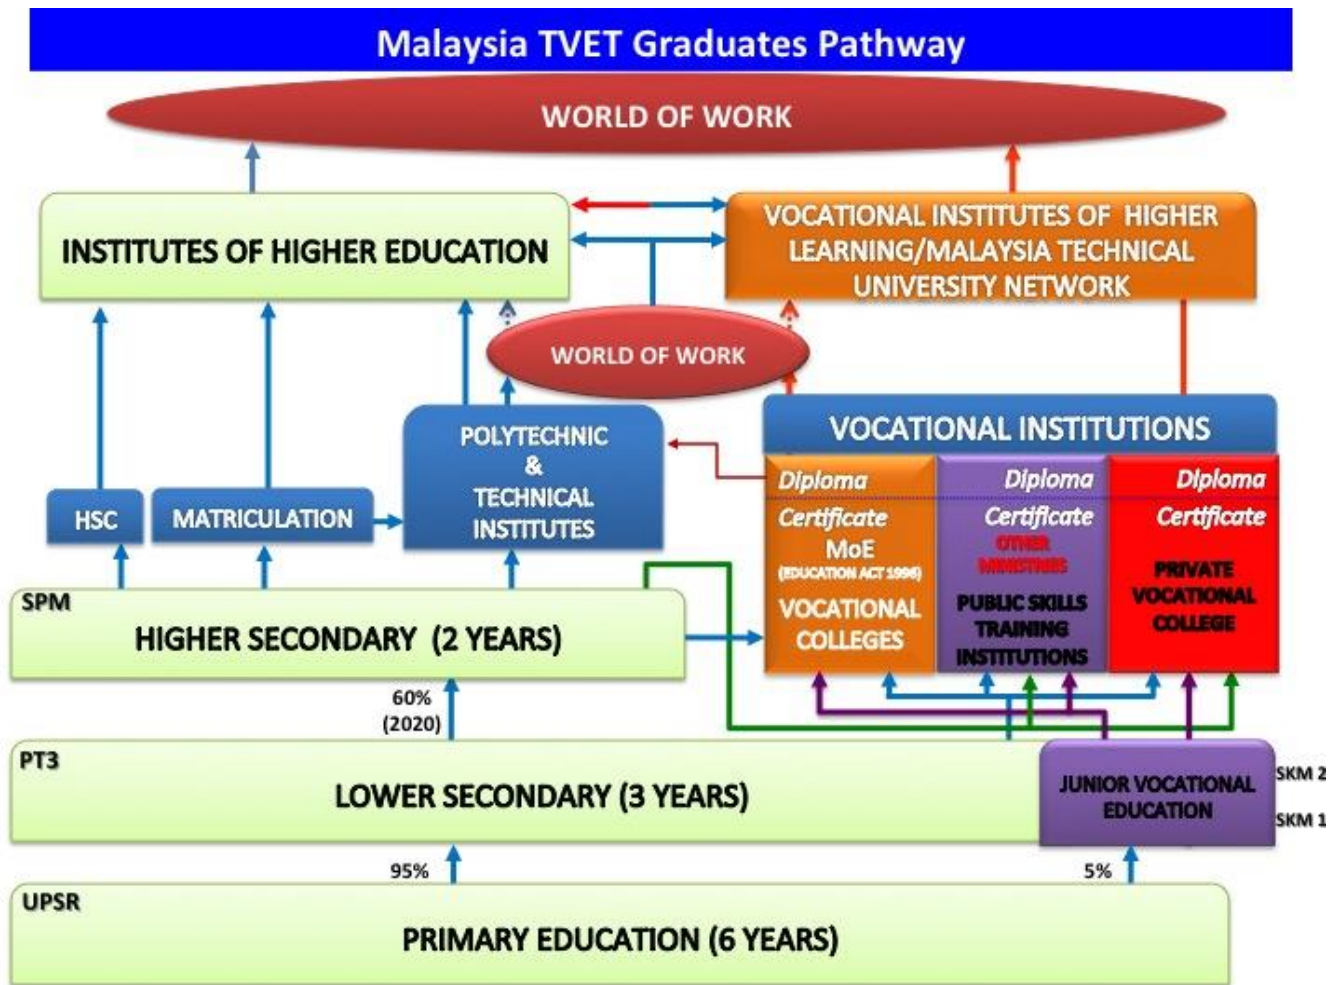 Malaysia TVET Graduates Pathway
WORLD OF WORK
INSTITUTES OF HIGHER EDUCATION
VOCATIONAL INSTITUTES OF HIGHER
LEARNING/MALAYSIA TECHNICAL
UNIVERSITY NETWORK
WORLD OF WORK
POLYTECHNIC
&
TECHNICAL
INSTITUTES
HSC
MATRICULATION
VOCATIONAL INSTITUTIONS
Diploma
Certificate
MoE
(EDUCATION ACT 1996)
VOCATIONAL
COLLEGES
Diploma
Certificate
OTHER
MINISTRIES
PUBLIC SKILLS
TRAINING
INSTITUTIONS
Diploma
Certificate
PRIVATE
VOCATIONAL
COLLEGE
SPM
HIGHER SECONDARY (2 YEARS)
60%
(2020)
PT3
LOWER SECONDARY (3 YEARS)
JUNIOR VOCATIONAL
EDUCATION
SKM 2
SKM 1
95%
5%
UPSR
PRIMARY EDUCATION (6 YEARS)